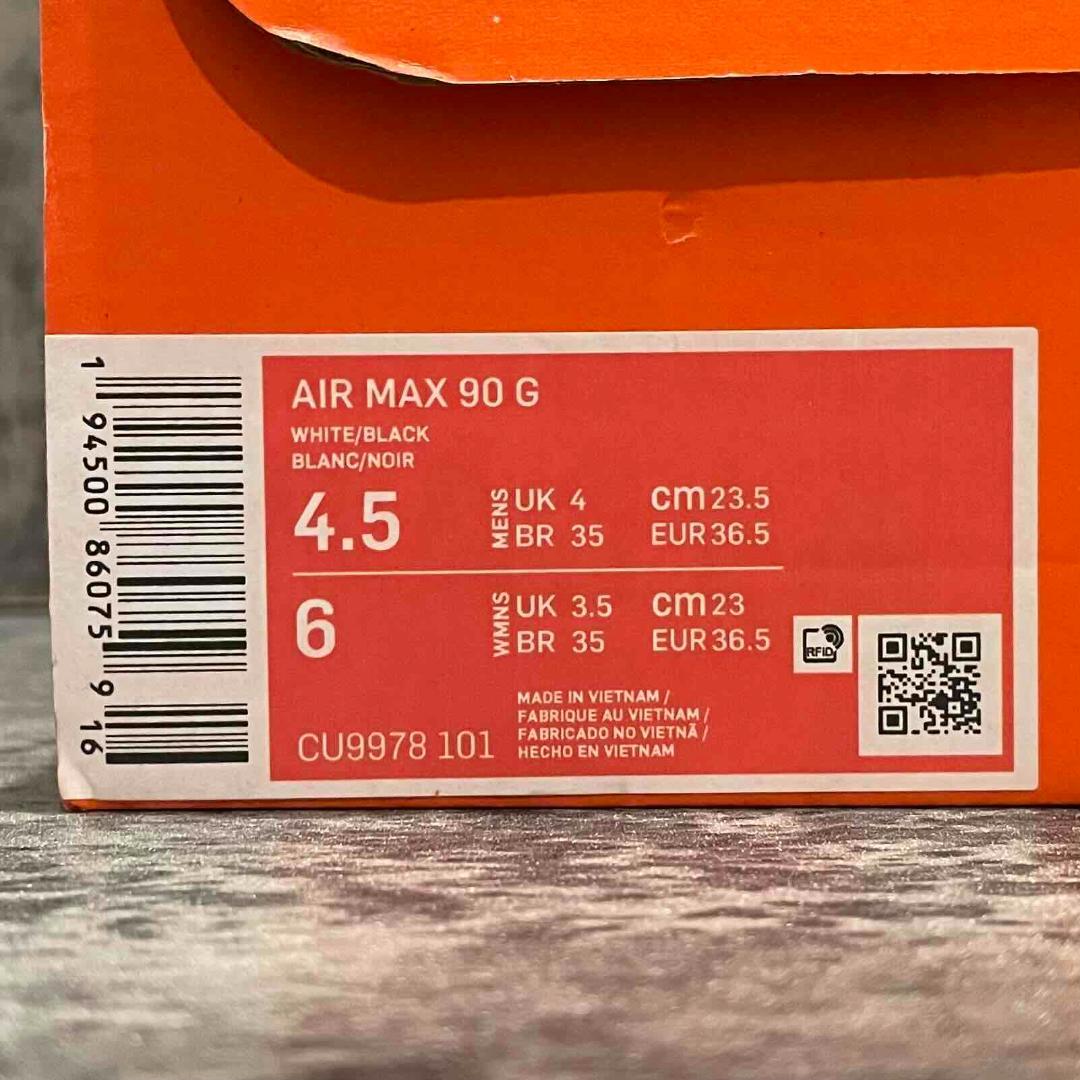 1 94500 86075 9 16
AIR MAX 90 G
WHITE/BLACK
BLANC/NOIR
4.5 MENS UK 4 cm 23.5
BR 35 EUR 36.5
6 WMNS UK 3.5 cm 23
BR 35 EUR 36.5
RFID
MADE IN VIETNAM /
FABRIQUE AU VIETNAM /
FABRICADO NO VIETNÃ /
HECHO EN VIETNAM
CU9978 101